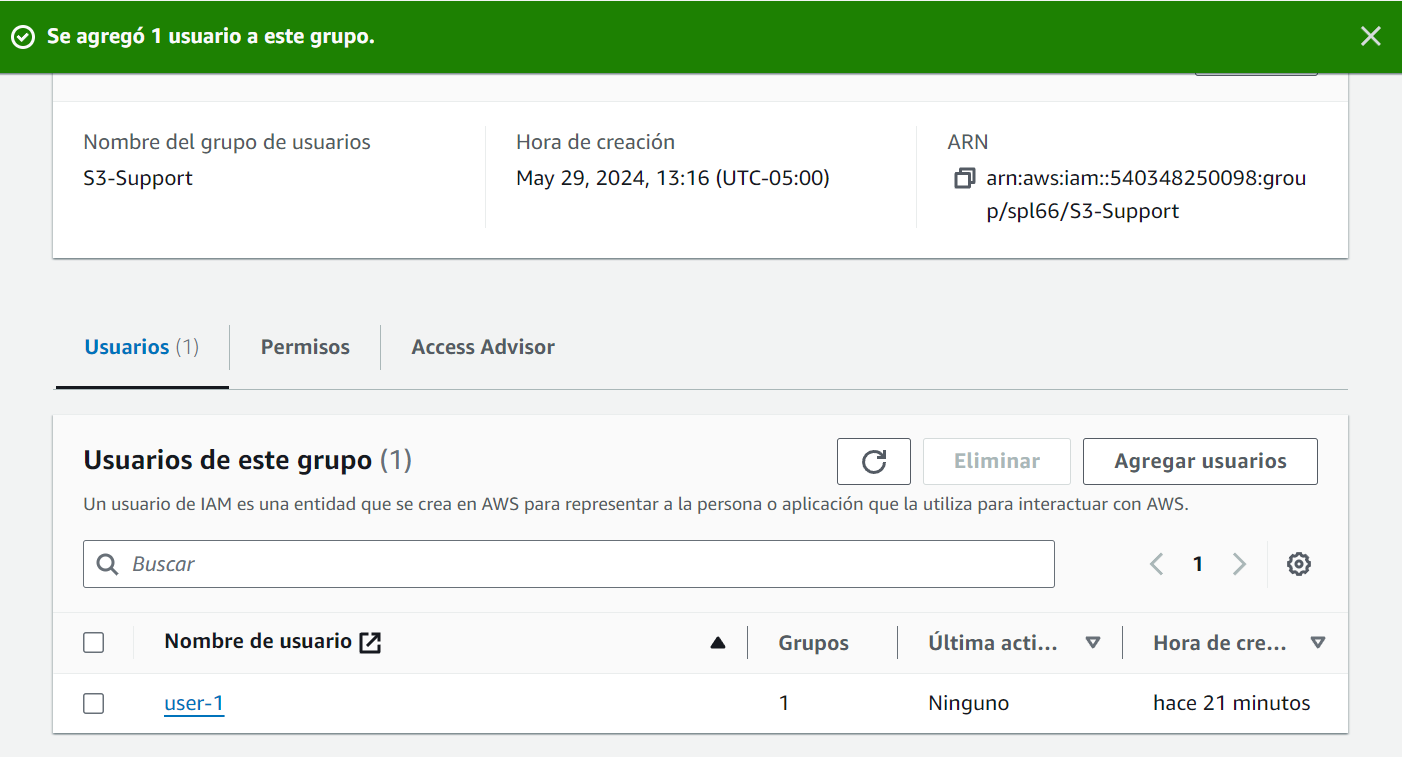 Se agregó 1 usuario a este grupo.
Nombre del grupo de usuarios
S3-Support
Hora de creación
May 29, 2024, 13:16 (UTC-05:00)
ARN
arn:aws:iam::540348250098:grou
p/spl66/S3-Support
Usuarios (1)
Permisos
Access Advisor
Usuarios de este grupo (1)
Eliminar
Agregar usuarios
Un usuario de IAM es una entidad que se crea en AWS para representar a la persona o aplicación que la utiliza para interactuar con AWS.
Buscar
1
Nombre de usuario
Grupos
Última acti...
Hora de cre...
user-1
1
Ninguno
hace 21 minutos